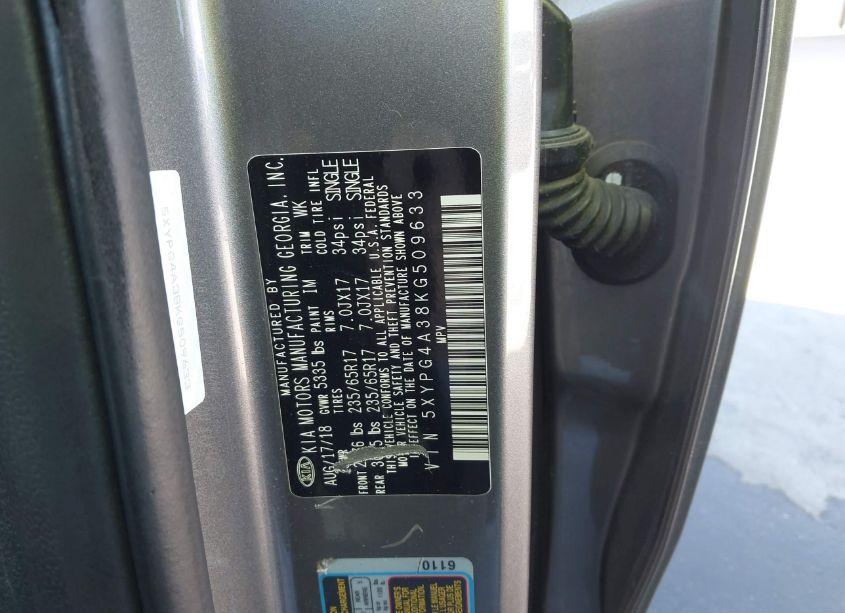 MANUFACTURED BY
KIA KIA MOTORS MANUFACTURING GEORGIA, INC.
AUG/17/18 GVWR 5335 lbs PAINT IM TRIM WK
TIRES RIMS COLD TIRE INFL
FRONT lbs 235/65R17 7.0JX17 34psi SINGLE
REAR lbs 235/65R17 7.0JX17 34psi SINGLE
THIS VEHICLE CONFORMS TO ALL APPLICABLE U.S.A. FEDERAL
MOTOR VEHICLE SAFETY AND THEFT PREVENTION STANDARDS
IN EFFECT ON THE DATE OF MANUFACTURE SHOWN ABOVE
VIN 5XYPG4A38KG509633
MPV
5XYPG4A38KG509633
6110